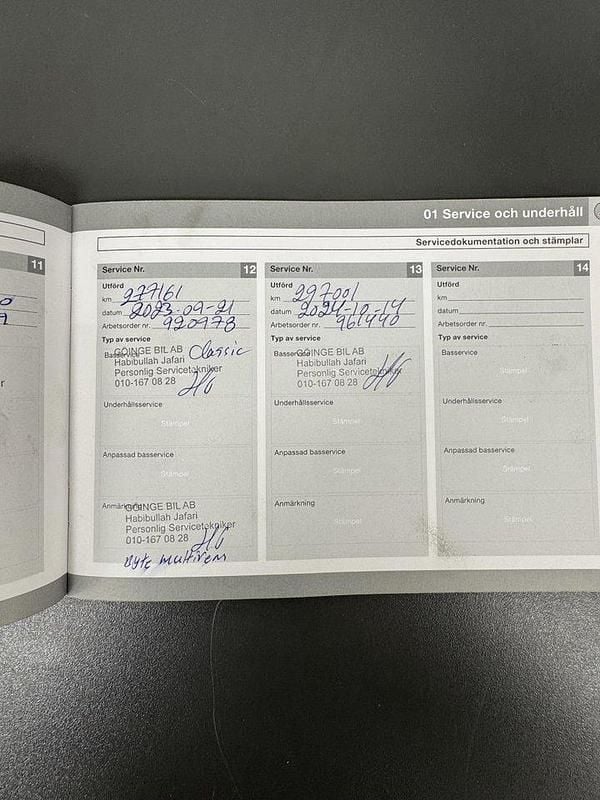 01 Service och underhåll
Servicedokumentation och stämplar
11
Service Nr. 12
Utförd
km 277161
datum 2023-09-21
Arbetsorder nr. 920978
Typ av service
Basservice
GÖINGE BIL AB Classic
Habibullah Jafari
Personlig Servicetekniker
010-167 08 28
Underhållsservice
Stämpel
Anpassad basservice
Stämpel
Anmärkning
GÖINGE BIL AB
Habibullah Jafari
Personlig Servicetekniker
010-167 08 28
Byte multirem
Service Nr. 13
Utförd
km 297001
datum 2024-10-14
Arbetsorder nr. 961440
Typ av service
Basservice
GÖINGE BIL AB
Habibullah Jafari
Personlig Servicetekniker
010-167 08 28
Underhållsservice
Stämpel
Anpassad basservice
Stämpel
Anmärkning
Stämpel
Service Nr. 14
Utförd
km
datum
Arbetsorder nr.
Typ av service
Basservice
Stämpel
Underhållsservice
Stämpel
Anpassad basservice
Stämpel
Anmärkning
Stämpel